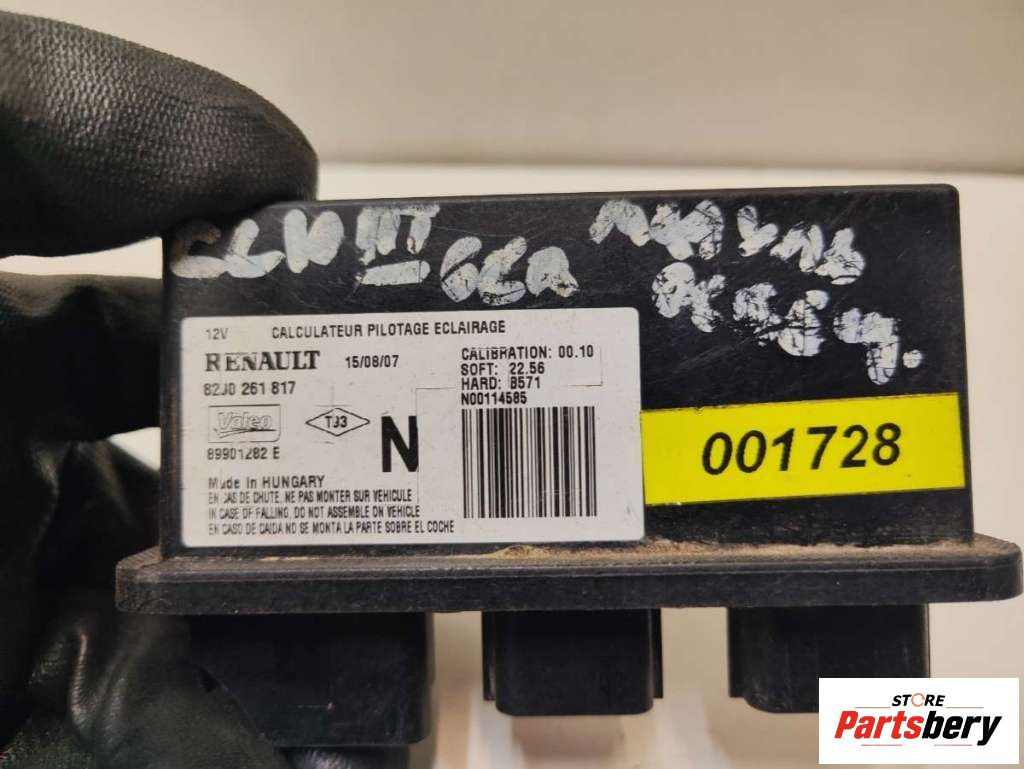 CLIO III
12V CALCULATEUR PILOTAGE ECLAIRAGE
RENAULT 15/08/07
82J0 261 817
Valeo TJ3 N
89901282 E
CALIBRATION: 00.10
SOFT: 22.56
HARD: 8571
N00114585
Made in HUNGARY
EN CAS DE CHUTE, NE PAS MONTER SUR VEHICULE
IN CASE OF FALLING, DO NOT ASSEMBLE ON VEHICLE
EN CASO DE CAIDA NO SE MONTA LA PARTE SOBRE EL COCHE
001728
STORE
Partsbery